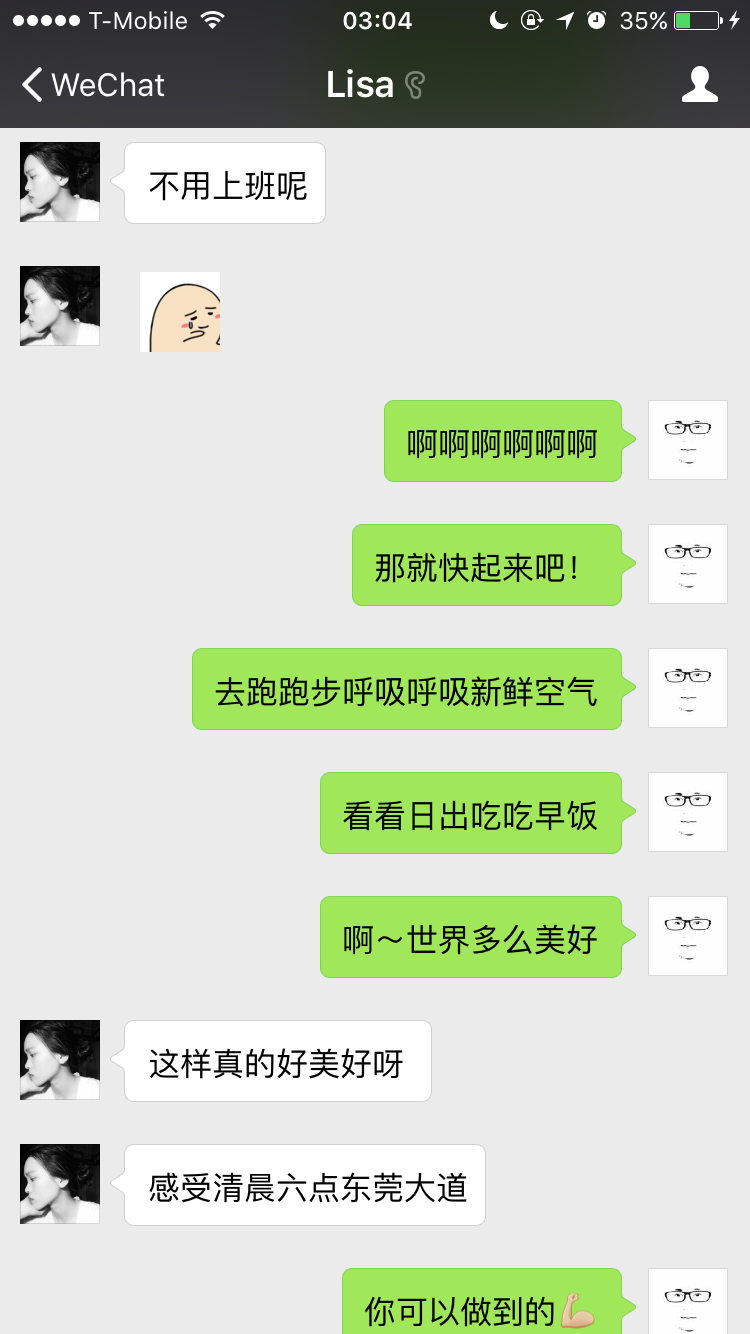 T-Mobile 03:04 35%
WeChat Lisa
不用上班呢
啊啊啊啊啊啊
那就快起来吧！
去跑跑步呼吸呼吸新鲜空气
看看日出吃吃早饭
啊～世界多么美好
这样真的好美好呀
感受清晨六点东莞大道
你可以做到的💪🏼